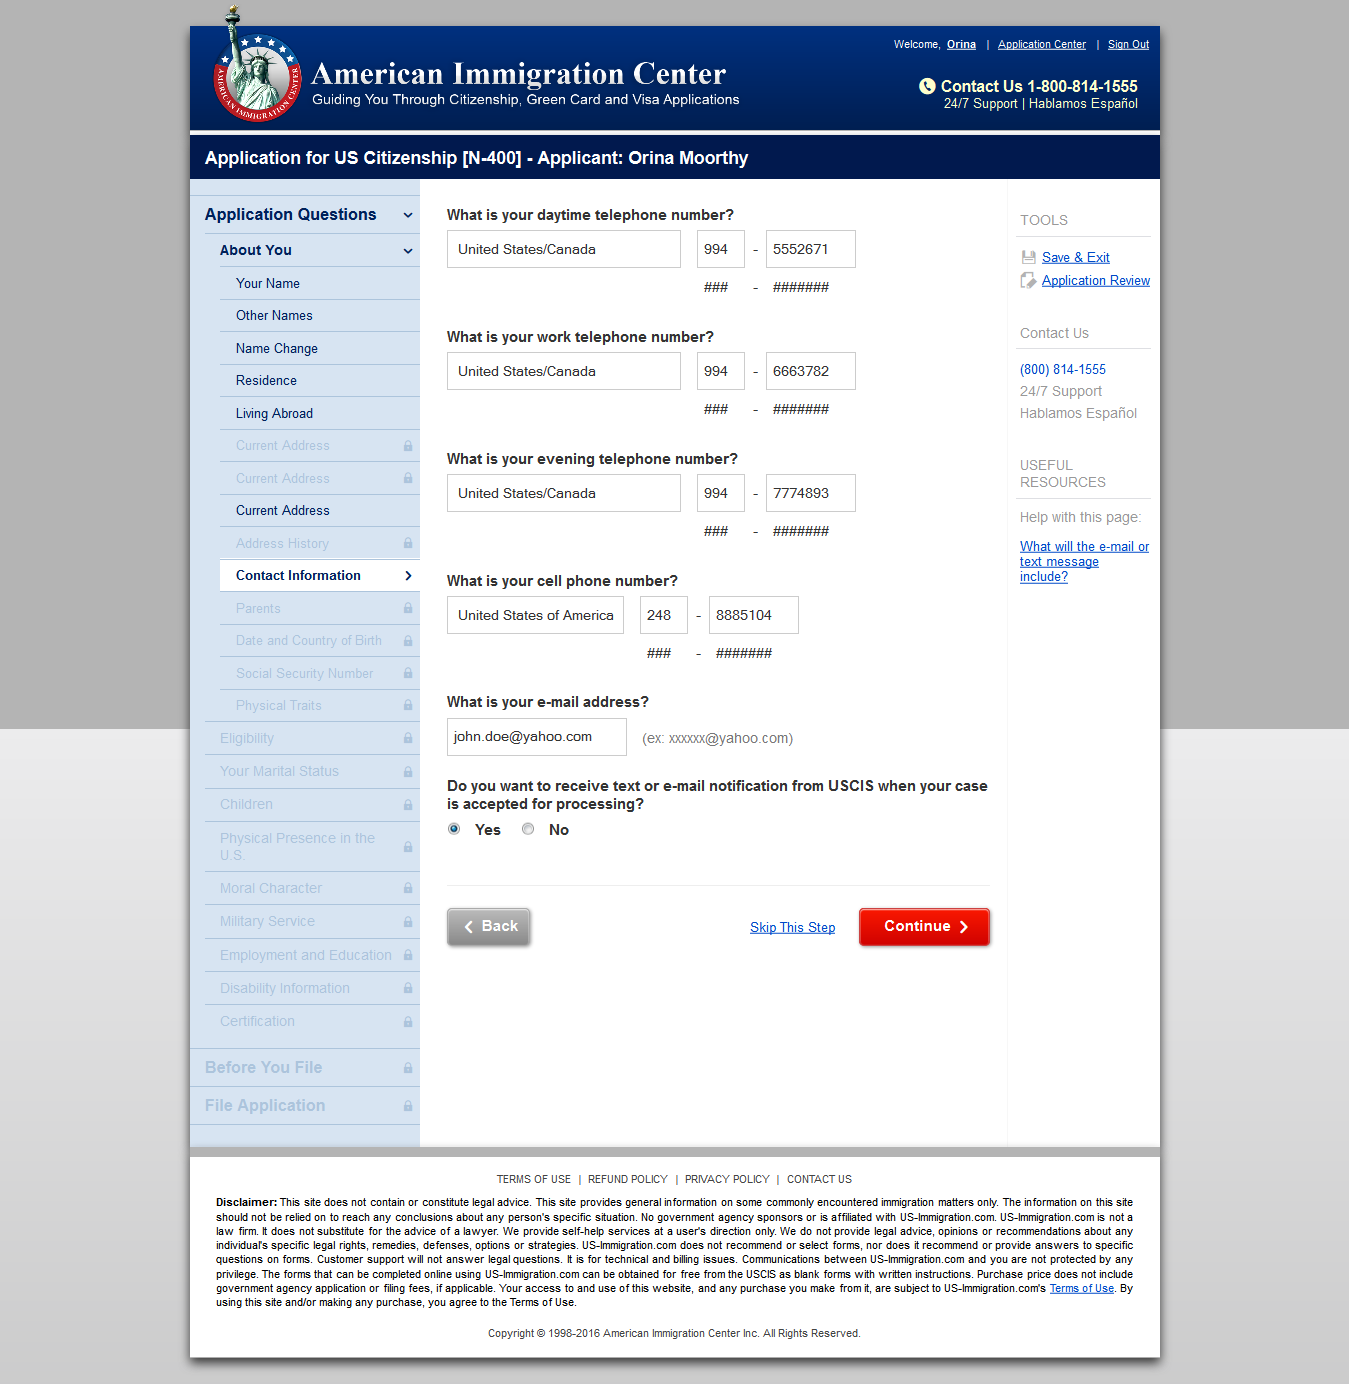 Welcome, Orina | Application Center | Sign Out
AMERICAN IMMIGRATION CENTER
American Immigration Center
Guiding You Through Citizenship, Green Card and Visa Applications
Contact Us 1-800-814-1555
24/7 Support | Hablamos Español
Application for US Citizenship [N-400] - Applicant: Orina Moorthy
Application Questions
About You
Your Name
Other Names
Name Change
Residence
Living Abroad
Current Address
Current Address
Current Address
Address History
Contact Information
Parents
Date and Country of Birth
Social Security Number
Physical Traits
Eligibility
Your Marital Status
Children
Physical Presence in the
U.S.
Moral Character
Military Service
Employment and Education
Disability Information
Certification
Before You File
File Application
What is your daytime telephone number?
United States/Canada 994 - 5552671
### - #######
What is your work telephone number?
United States/Canada 994 - 6663782
### - #######
What is your evening telephone number?
United States/Canada 994 - 7774893
### - #######
What is your cell phone number?
United States of America 248 - 8885104
### - #######
What is your e-mail address?
john.doe@yahoo.com (ex: xxxxxx@yahoo.com)
Do you want to receive text or e-mail notification from USCIS when your case
is accepted for processing?
Yes No
Back Skip This Step Continue
TOOLS
Save & Exit
Application Review
Contact Us
(800) 814-1555
24/7 Support
Hablamos Español
USEFUL
RESOURCES
Help with this page:
What will the e-mail or
text message
include?
TERMS OF USE | REFUND POLICY | PRIVACY POLICY | CONTACT US
Disclaimer: This site does not contain or constitute legal advice. This site provides general information on some commonly encountered immigration matters only. The information on this site
should not be relied on to reach any conclusions about any person's specific situation. No government agency sponsors or is affiliated with US-Immigration.com. US-Immigration.com is not a
law firm. It does not substitute for the advice of a lawyer. We provide self-help services at a user's direction only. We do not provide legal advice, opinions or recommendations about any
individual's specific legal rights, remedies, defenses, options or strategies. US-Immigration.com does not recommend or select forms, nor does it recommend or provide answers to specific
questions on forms. Customer support will not answer legal questions. It is for technical and billing issues. Communications between US-Immigration.com and you are not protected by any
privilege. The forms that can be completed online using US-Immigration.com can be obtained for free from the USCIS as blank forms with written instructions. Purchase price does not include
government agency application or filing fees, if applicable. Your access to and use of this website, and any purchase you make from it, are subject to US-Immigration.com's Terms of Use. By
using this site and/or making any purchase, you agree to the Terms of Use.
Copyright © 1998-2016 American Immigration Center Inc. All Rights Reserved.